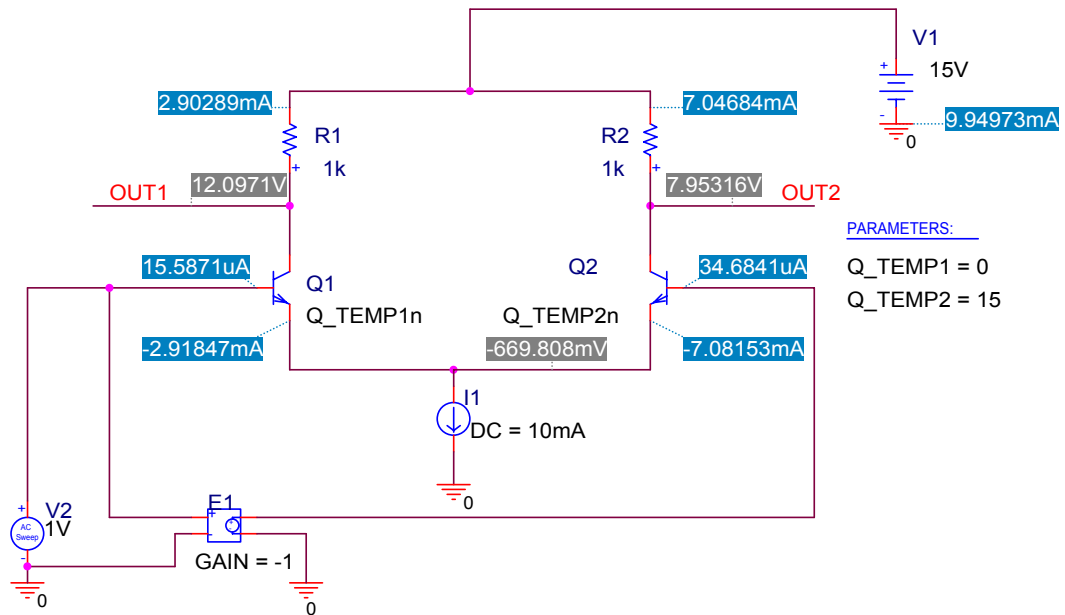 V1
15V
+
-
0
9.94973mA
2.90289mA
7.04684mA
R1
1k
+
R2
1k
+
OUT1
12.0971V
7.95316V
OUT2
PARAMETERS:
Q_TEMP1 = 0
Q_TEMP2 = 15
15.5871uA
Q1
Q_TEMP1n
Q2
Q_TEMP2n
34.6841uA
-2.91847mA
-669.808mV
-7.08153mA
I1
DC = 10mA
0
V2
1V
+
AC
Sweep
-
0
E1
+
-
+
-
GAIN = -1
0